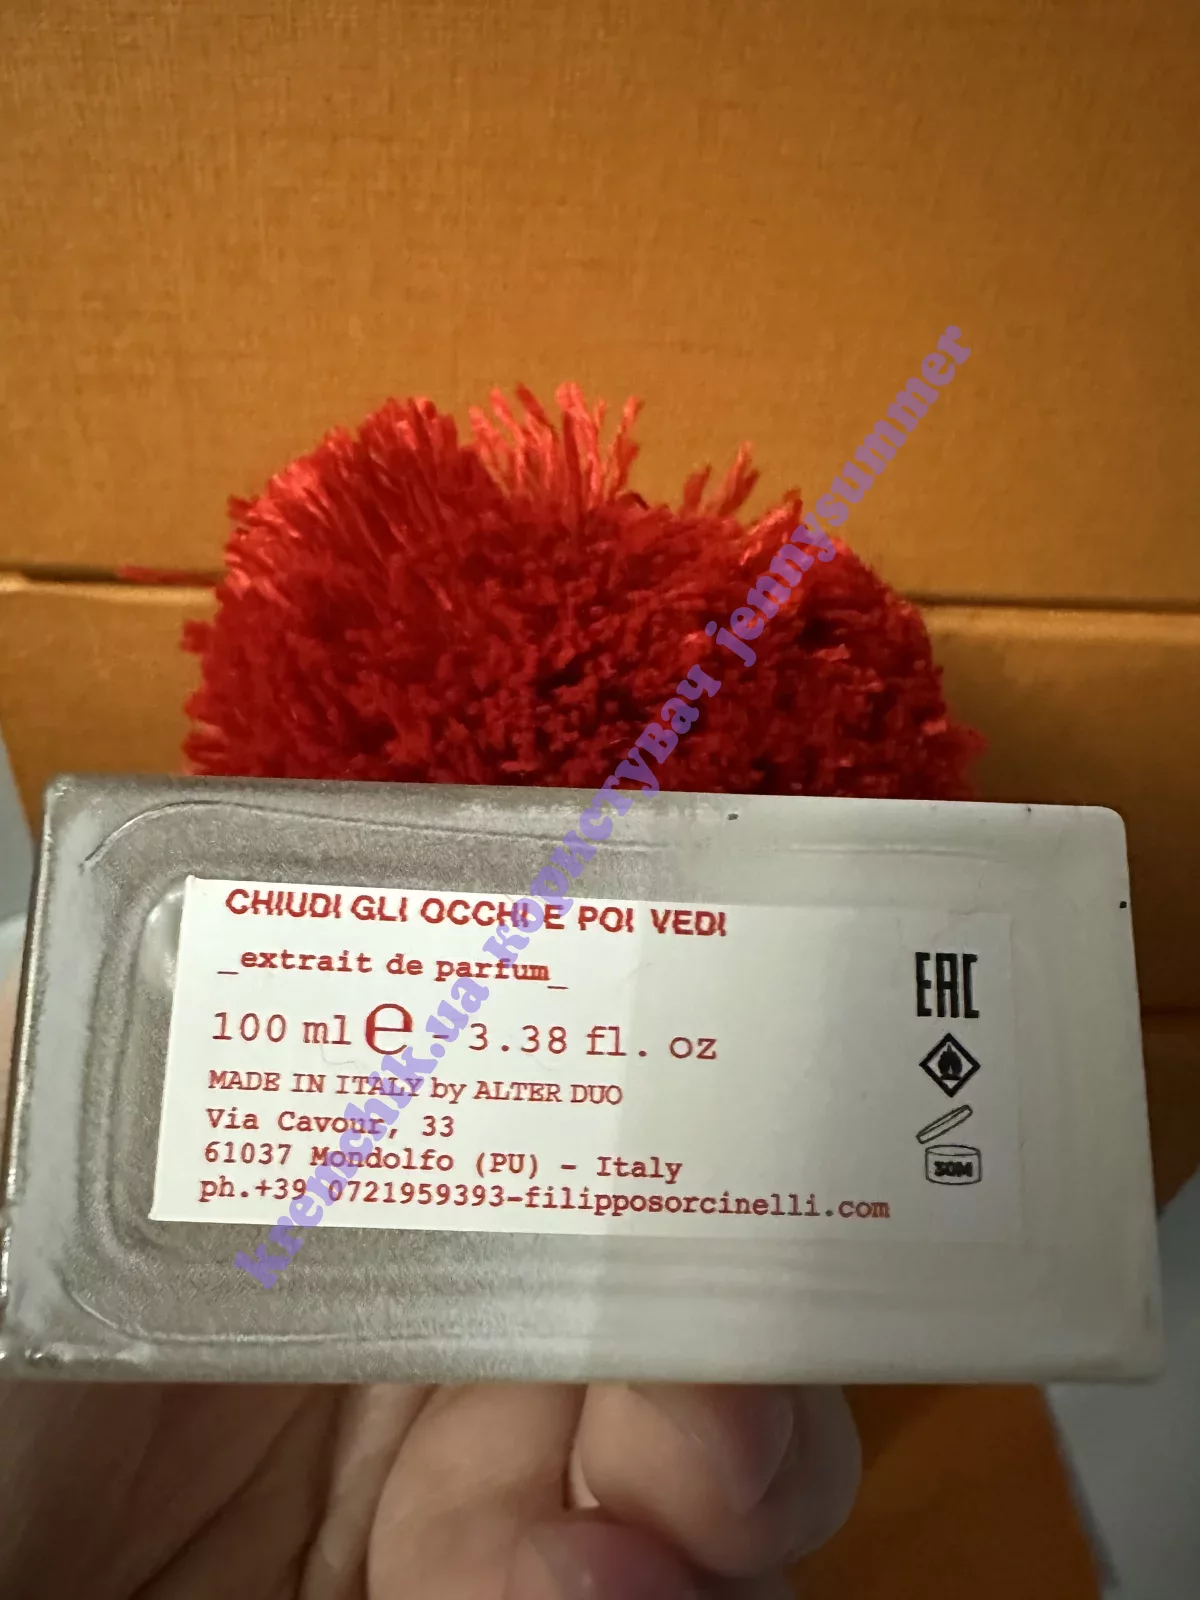 CHIUDI GLI OCCHI E POI VEDI
_extrait de parfum_
100 ml e - 3.38 fl. oz
MADE IN ITALY by ALTER DUO
Via Cavour, 33
61037 Mondolfo (PU) - Italy
ph.+39 0721959393-filipposorcinelli.com
EAC
30M
kremchik.ua користувач jennysummer